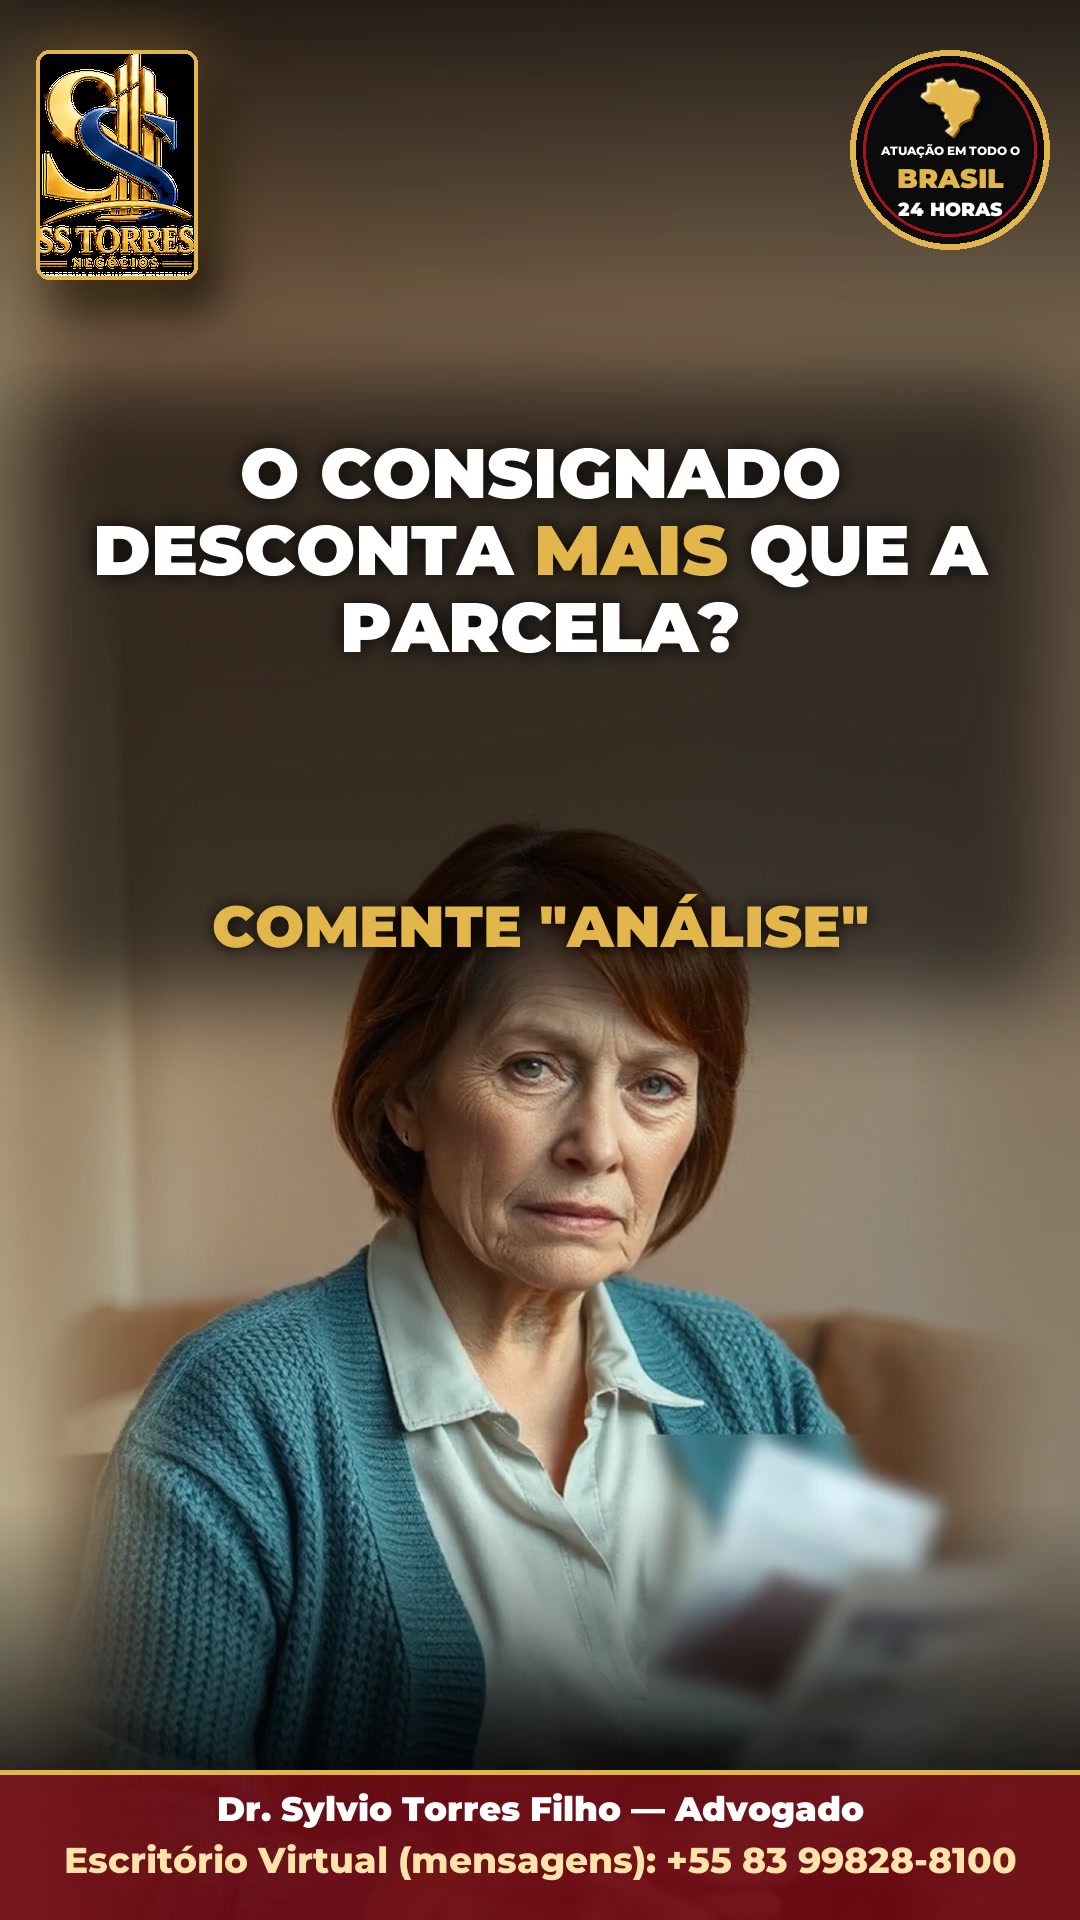 SS TORRES
NEGÓCIOS
ATUAÇÃO EM TODO O
BRASIL
24 HORAS
O CONSIGNADO
DESCONTA MAIS QUE A
PARCELA?
COMENTE "ANÁLISE"
Dr. Sylvio Torres Filho — Advogado
Escritório Virtual (mensagens): +55 83 99828-8100